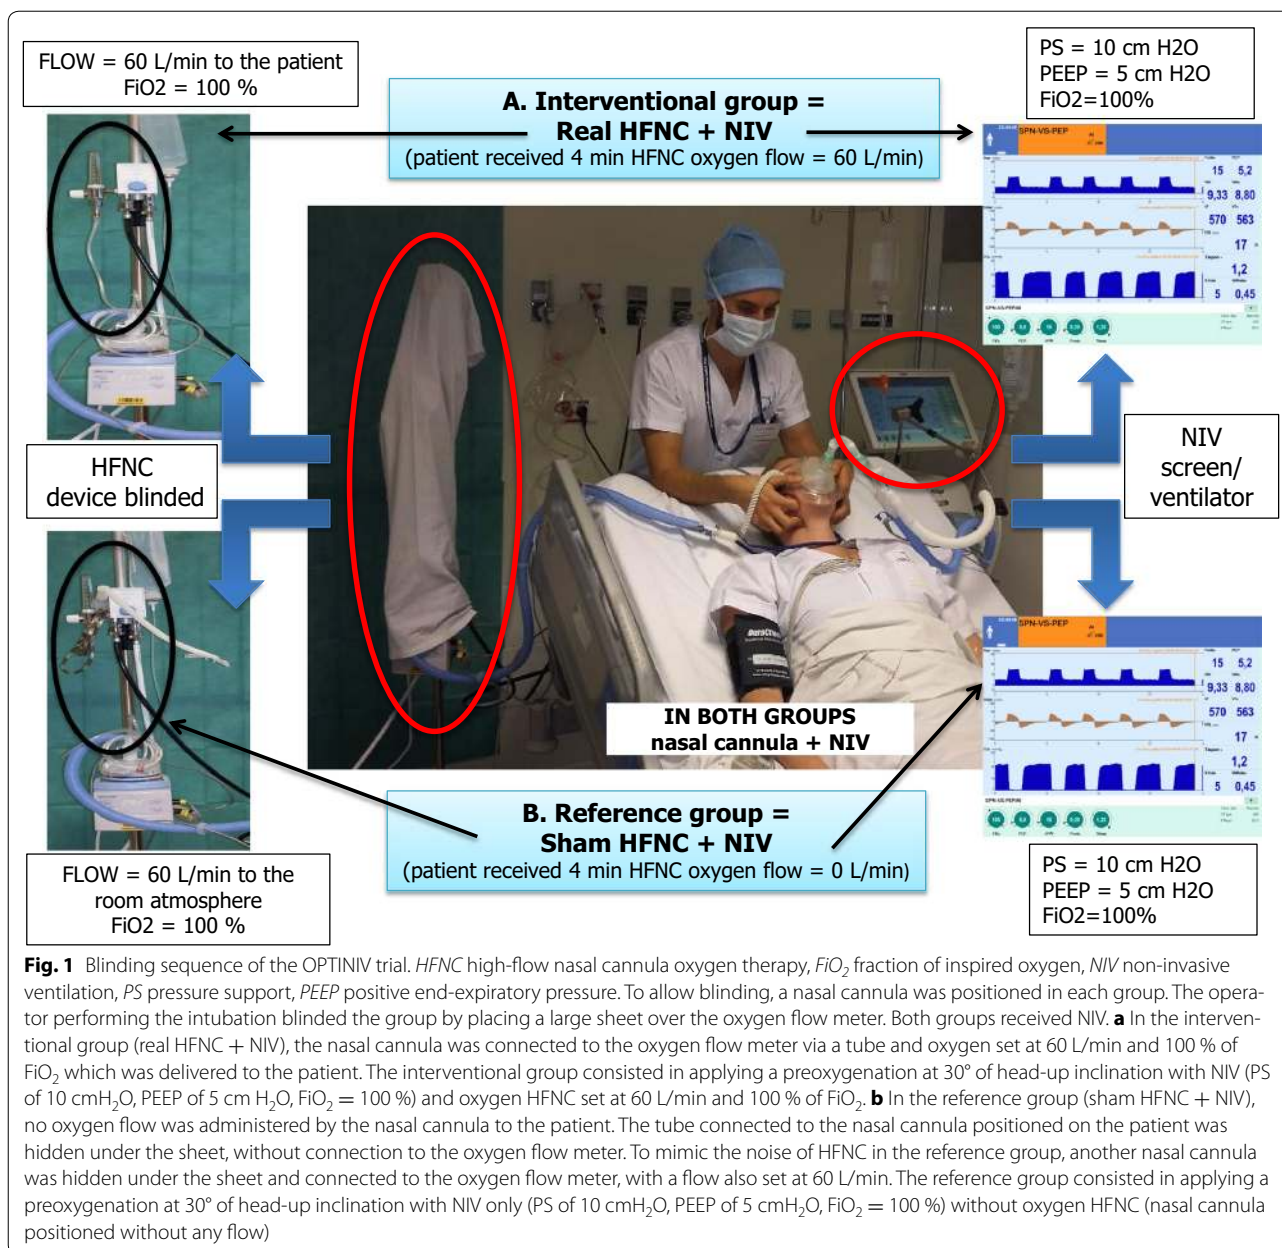 FLOW = 60 L/min to the patient
FiO2 = 100 %
A. Interventional group =
Real HFNC + NIV
(patient received 4 min HFNC oxygen flow = 60 L/min)
PS = 10 cm H2O
PEEP = 5 cm H2O
FiO2=100%
SPN-VS-PEP
15 5,2
9,33 8,80
570 563
17
1,2
5 0,45
HFNC
device blinded
NIV
screen/
ventilator
IN BOTH GROUPS
nasal cannula + NIV
SPN-VS-PEP
15 5,2
9,33 8,80
570 563
17
1,2
5 0,45
B. Reference group =
Sham HFNC + NIV
(patient received 4 min HFNC oxygen flow = 0 L/min)
FLOW = 60 L/min to the
room atmosphere
FiO2 = 100 %
PS = 10 cm H2O
PEEP = 5 cm H2O
FiO2=100%
Fig. 1 Blinding sequence of the OPTINIV trial. HFNC high-flow nasal cannula oxygen therapy, FiO₂ fraction of inspired oxygen, NIV non-invasive
ventilation, PS pressure support, PEEP positive end-expiratory pressure. To allow blinding, a nasal cannula was positioned in each group. The opera-
tor performing the intubation blinded the group by placing a large sheet over the oxygen flow meter. Both groups received NIV. a In the interven-
tional group (real HFNC + NIV), the nasal cannula was connected to the oxygen flow meter via a tube and oxygen set at 60 L/min and 100 % of
FiO₂ which was delivered to the patient. The interventional group consisted in applying a preoxygenation at 30° of head-up inclination with NIV (PS
of 10 cmH₂O, PEEP of 5 cm H₂O, FiO₂ = 100 %) and oxygen HFNC set at 60 L/min and 100 % of FiO₂. b In the reference group (sham HFNC + NIV),
no oxygen flow was administered by the nasal cannula to the patient. The tube connected to the nasal cannula positioned on the patient was
hidden under the sheet, without connection to the oxygen flow meter. To mimic the noise of HFNC in the reference group, another nasal cannula
was hidden under the sheet and connected to the oxygen flow meter, with a flow also set at 60 L/min. The reference group consisted in applying a
preoxygenation at 30° of head-up inclination with NIV only (PS of 10 cmH₂O, PEEP of 5 cmH₂O, FiO₂ = 100 %) without oxygen HFNC (nasal cannula
positioned without any flow)